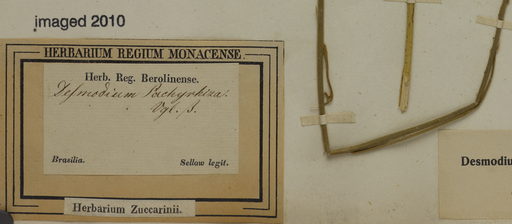 imaged 2010
HERBARIUM REGIUM MONACENSE.
Herb. Reg. Berolinense.
Desmodium Pachyrhiza.
Vgl. S.
Brasilia. Sellow legit.
Herbarium Zuccarinii.
Desmodiu